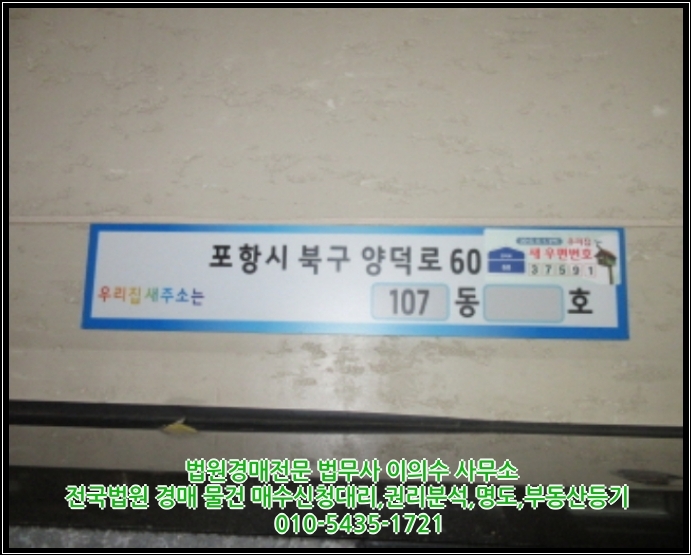 포항시 북구 양덕로 60
우리집
새 우편번호
37591
우리집새주소는
107 동 호
법원경매전문 법무사 이의수 사무소
전국법원 경매 물건 매수신청대리,권리분석,명도,부동산등기
010-5435-1721